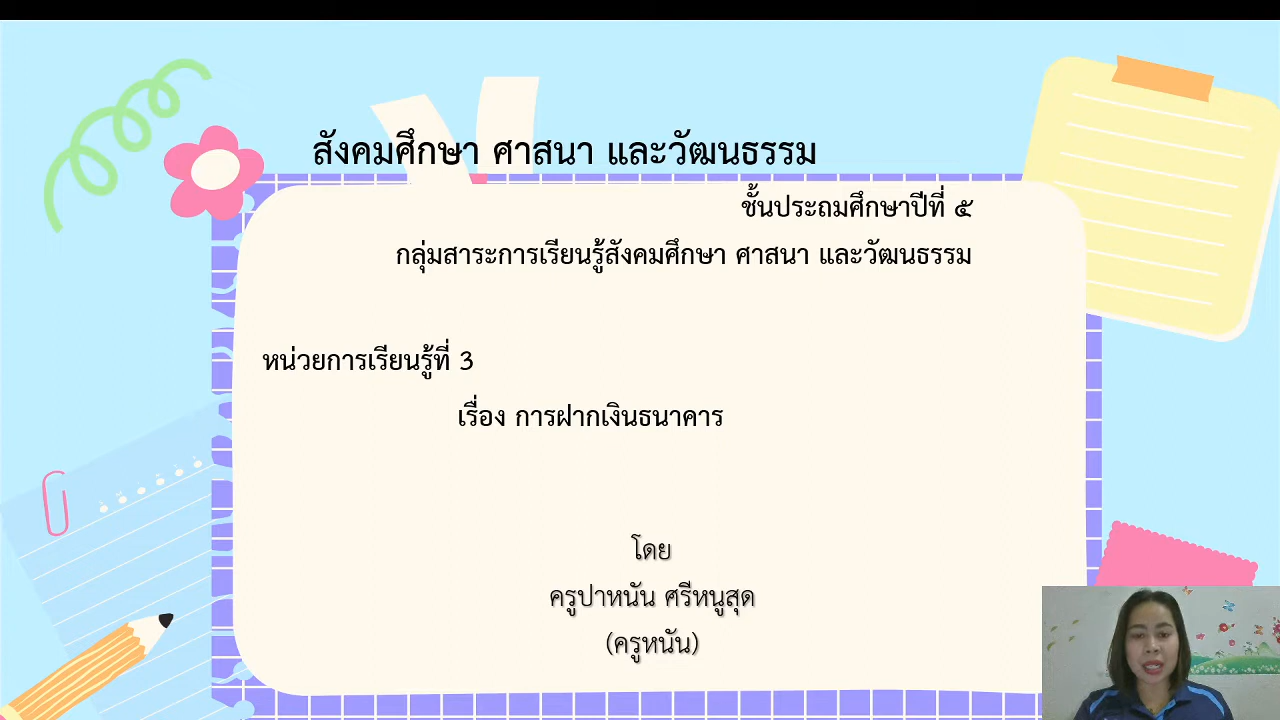 สังคมศึกษา ศาสนา และวัฒนธรรม
ชั้นประถมศึกษาปีที่ ๕
กลุ่มสาระการเรียนรู้สังคมศึกษา ศาสนา และวัฒนธรรม
หน่วยการเรียนรู้ที่ 3
เรื่อง การฝากเงินธนาคาร
โดย
ครูปาหนัน ศรีหนูสุด
(ครูหนัน)